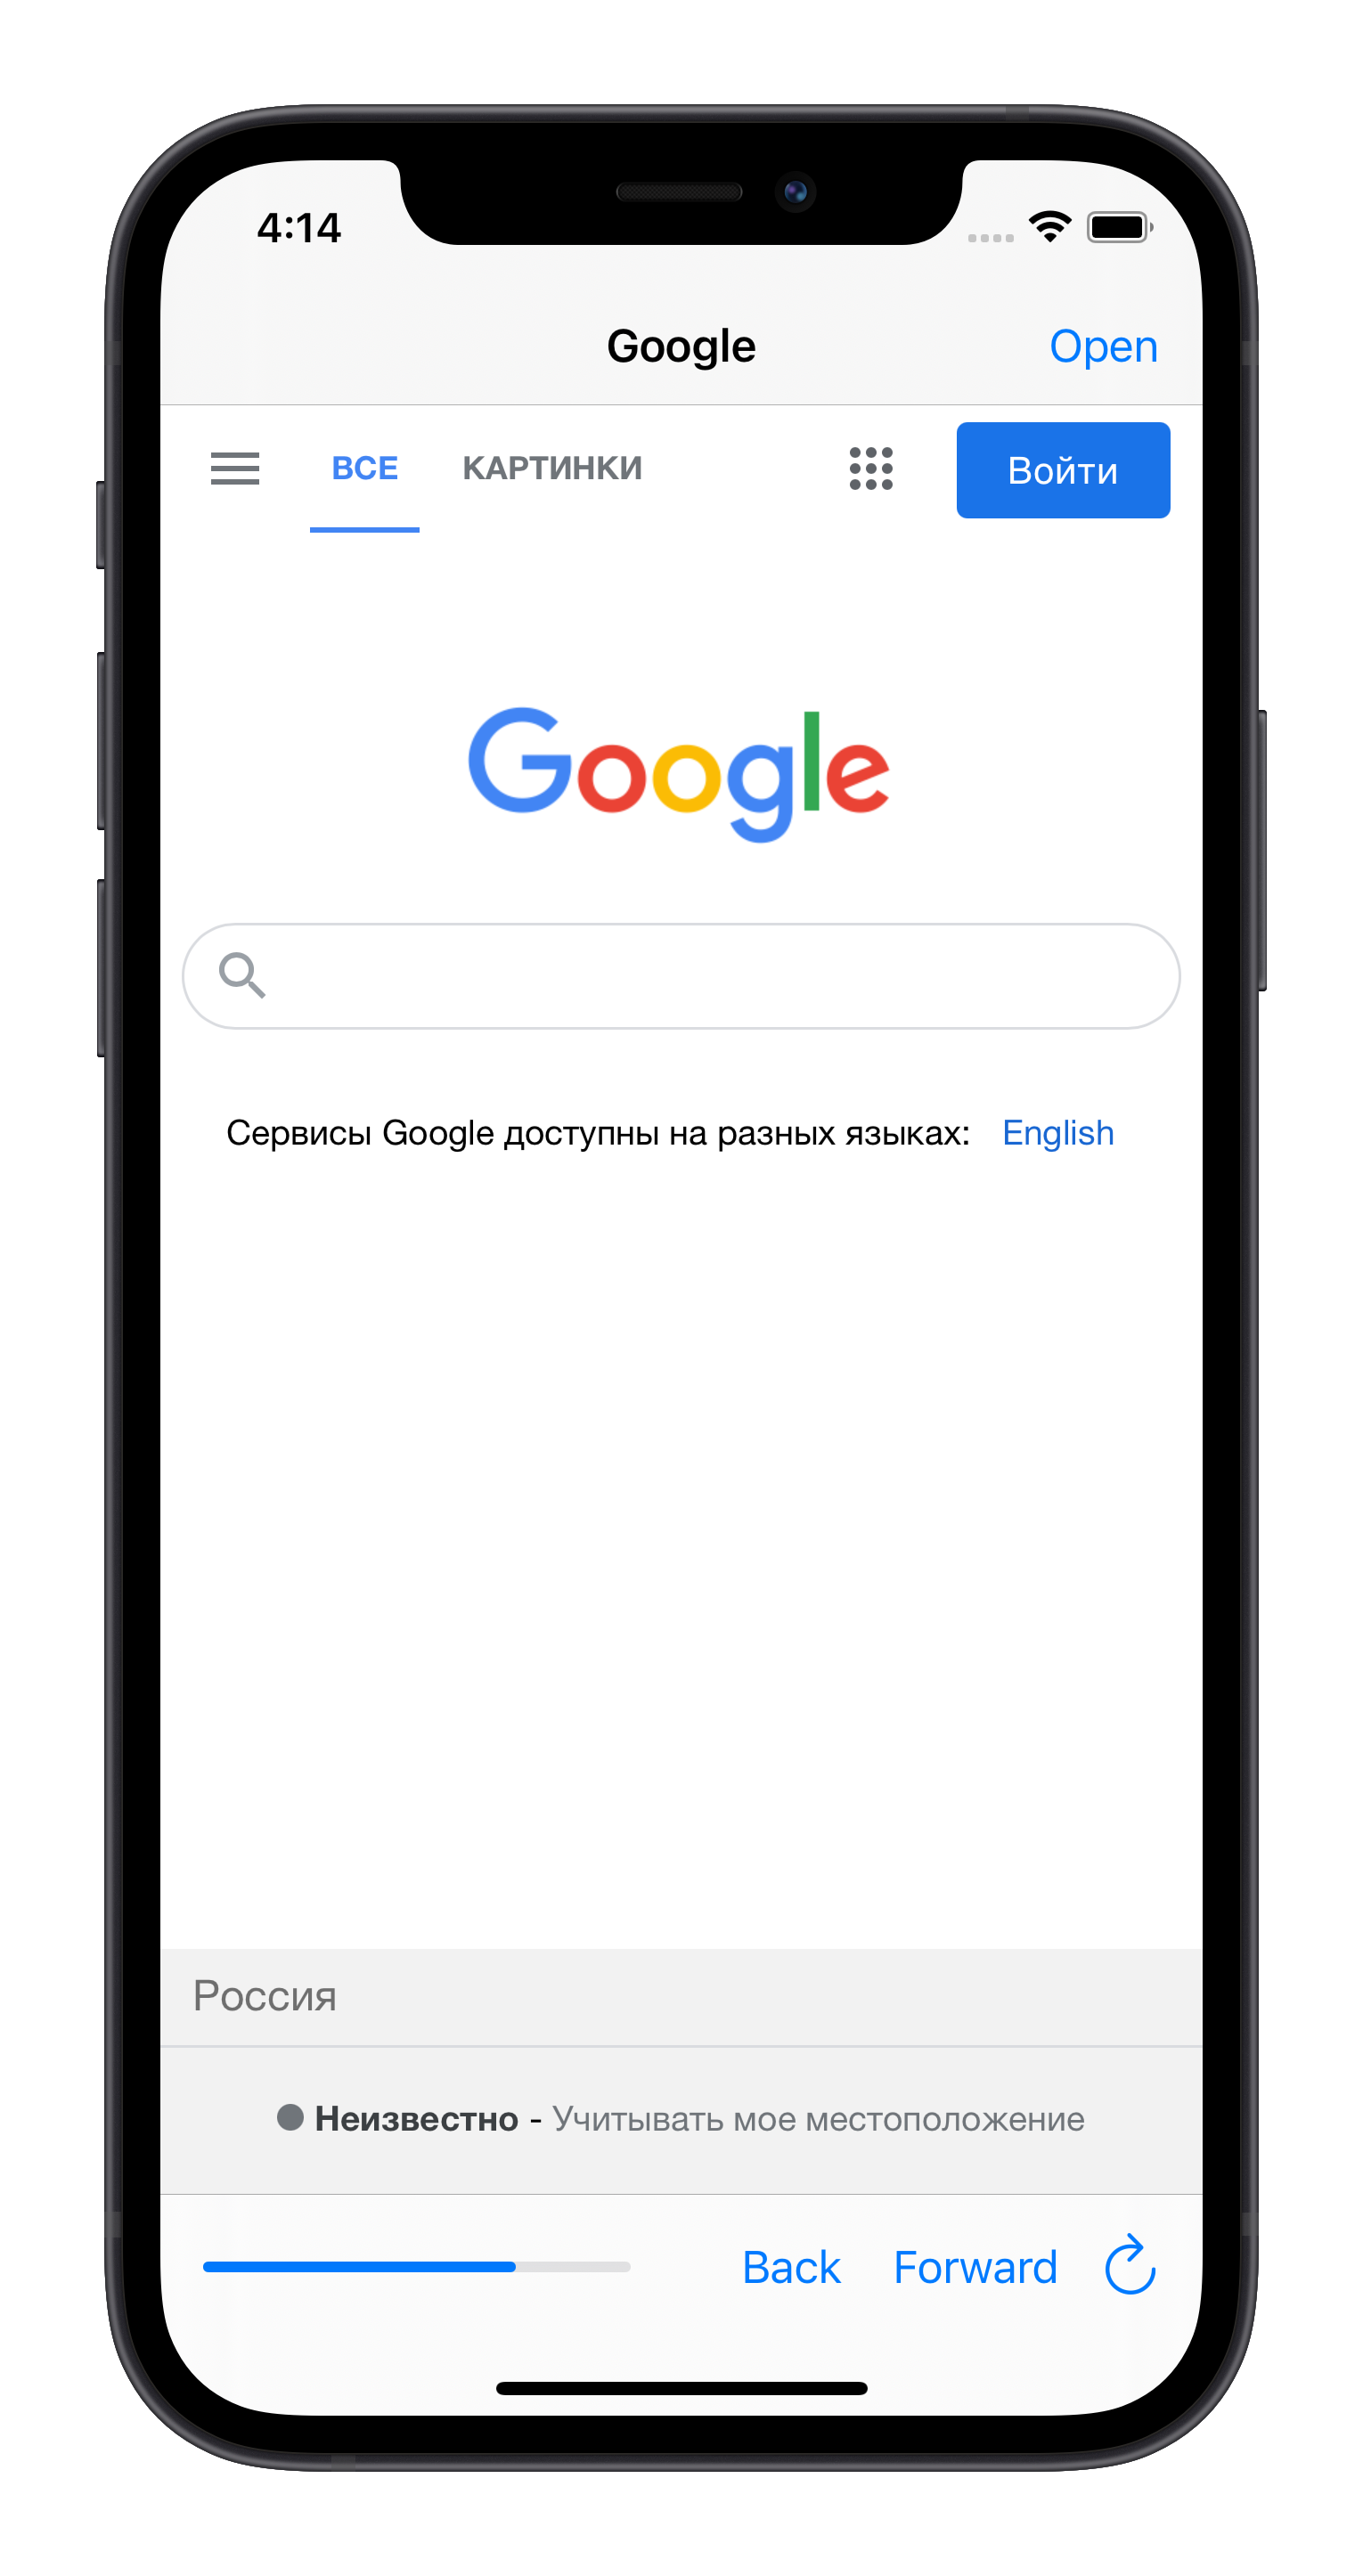 4:14
Google Open
ВСЕ КАРТИНКИ Войти
Google
Сервисы Google доступны на разных языках: English
Россия
Неизвестно - Учитывать мое местоположение
Back Forward